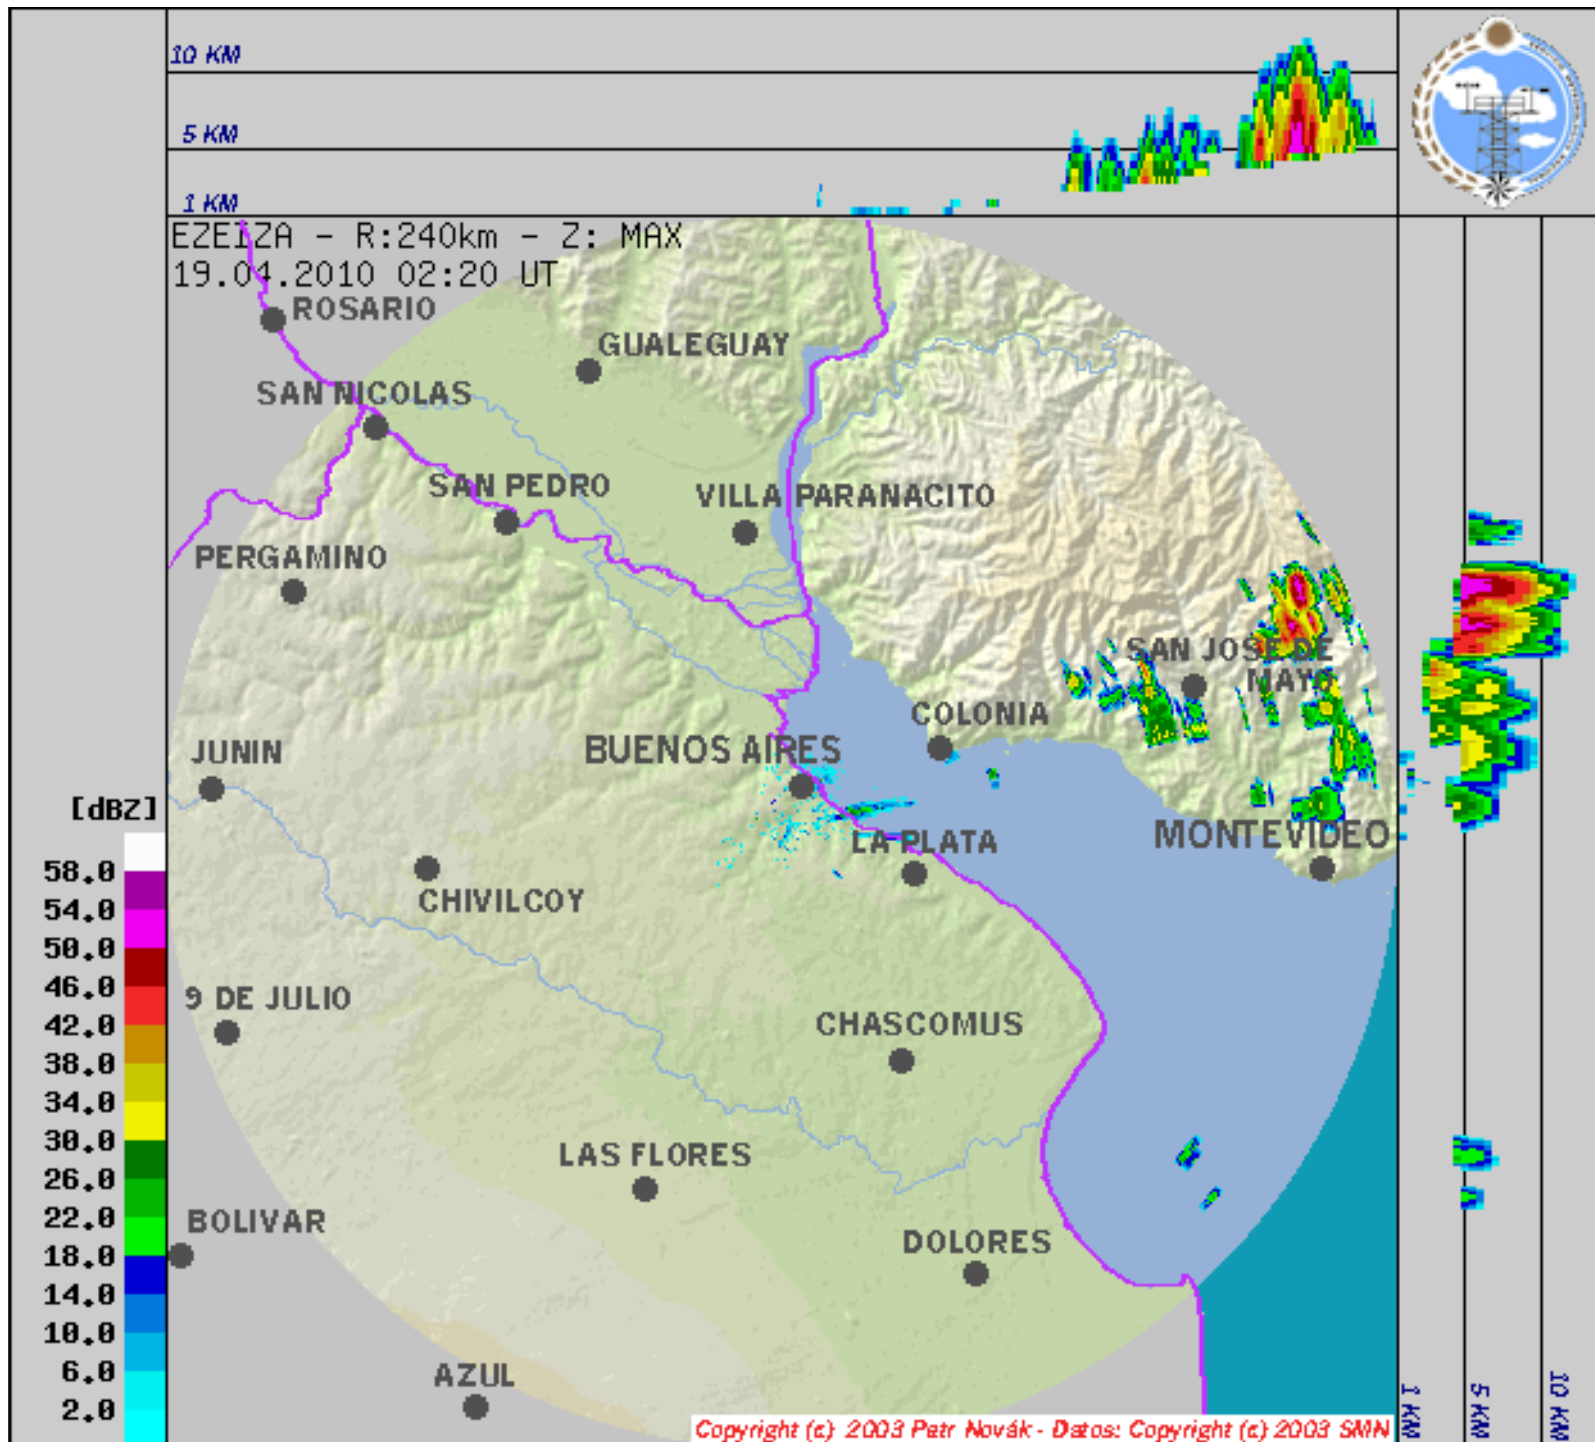 10 KM
5 KM
1 KM
EZEIZA - R:240km - Z: MAX
19.04.2010 02:20 UT
ROSARIO
GUALEGUAY
SAN NICOLAS
SAN PEDRO
VILLA PARANACITO
PERGAMINO
SAN JOSE DE
MAYO
COLONIA
JUNIN
BUENOS AIRES
[dBZ]
LA PLATA
MONTEVIDEO
58.0
CHIVILCOY
54.0
50.0
46.0
9 DE JULIO
42.0
CHASCOMUS
38.0
34.0
30.0
LAS FLORES
26.0
22.0
BOLIVAR
DOLORES
18.0
14.0
10.0
6.0
AZUL
2.0
1 KM
5 KM
10 KM
Copyright (c) 2003 Petr Novák - Datos: Copyright (c) 2003 SMN